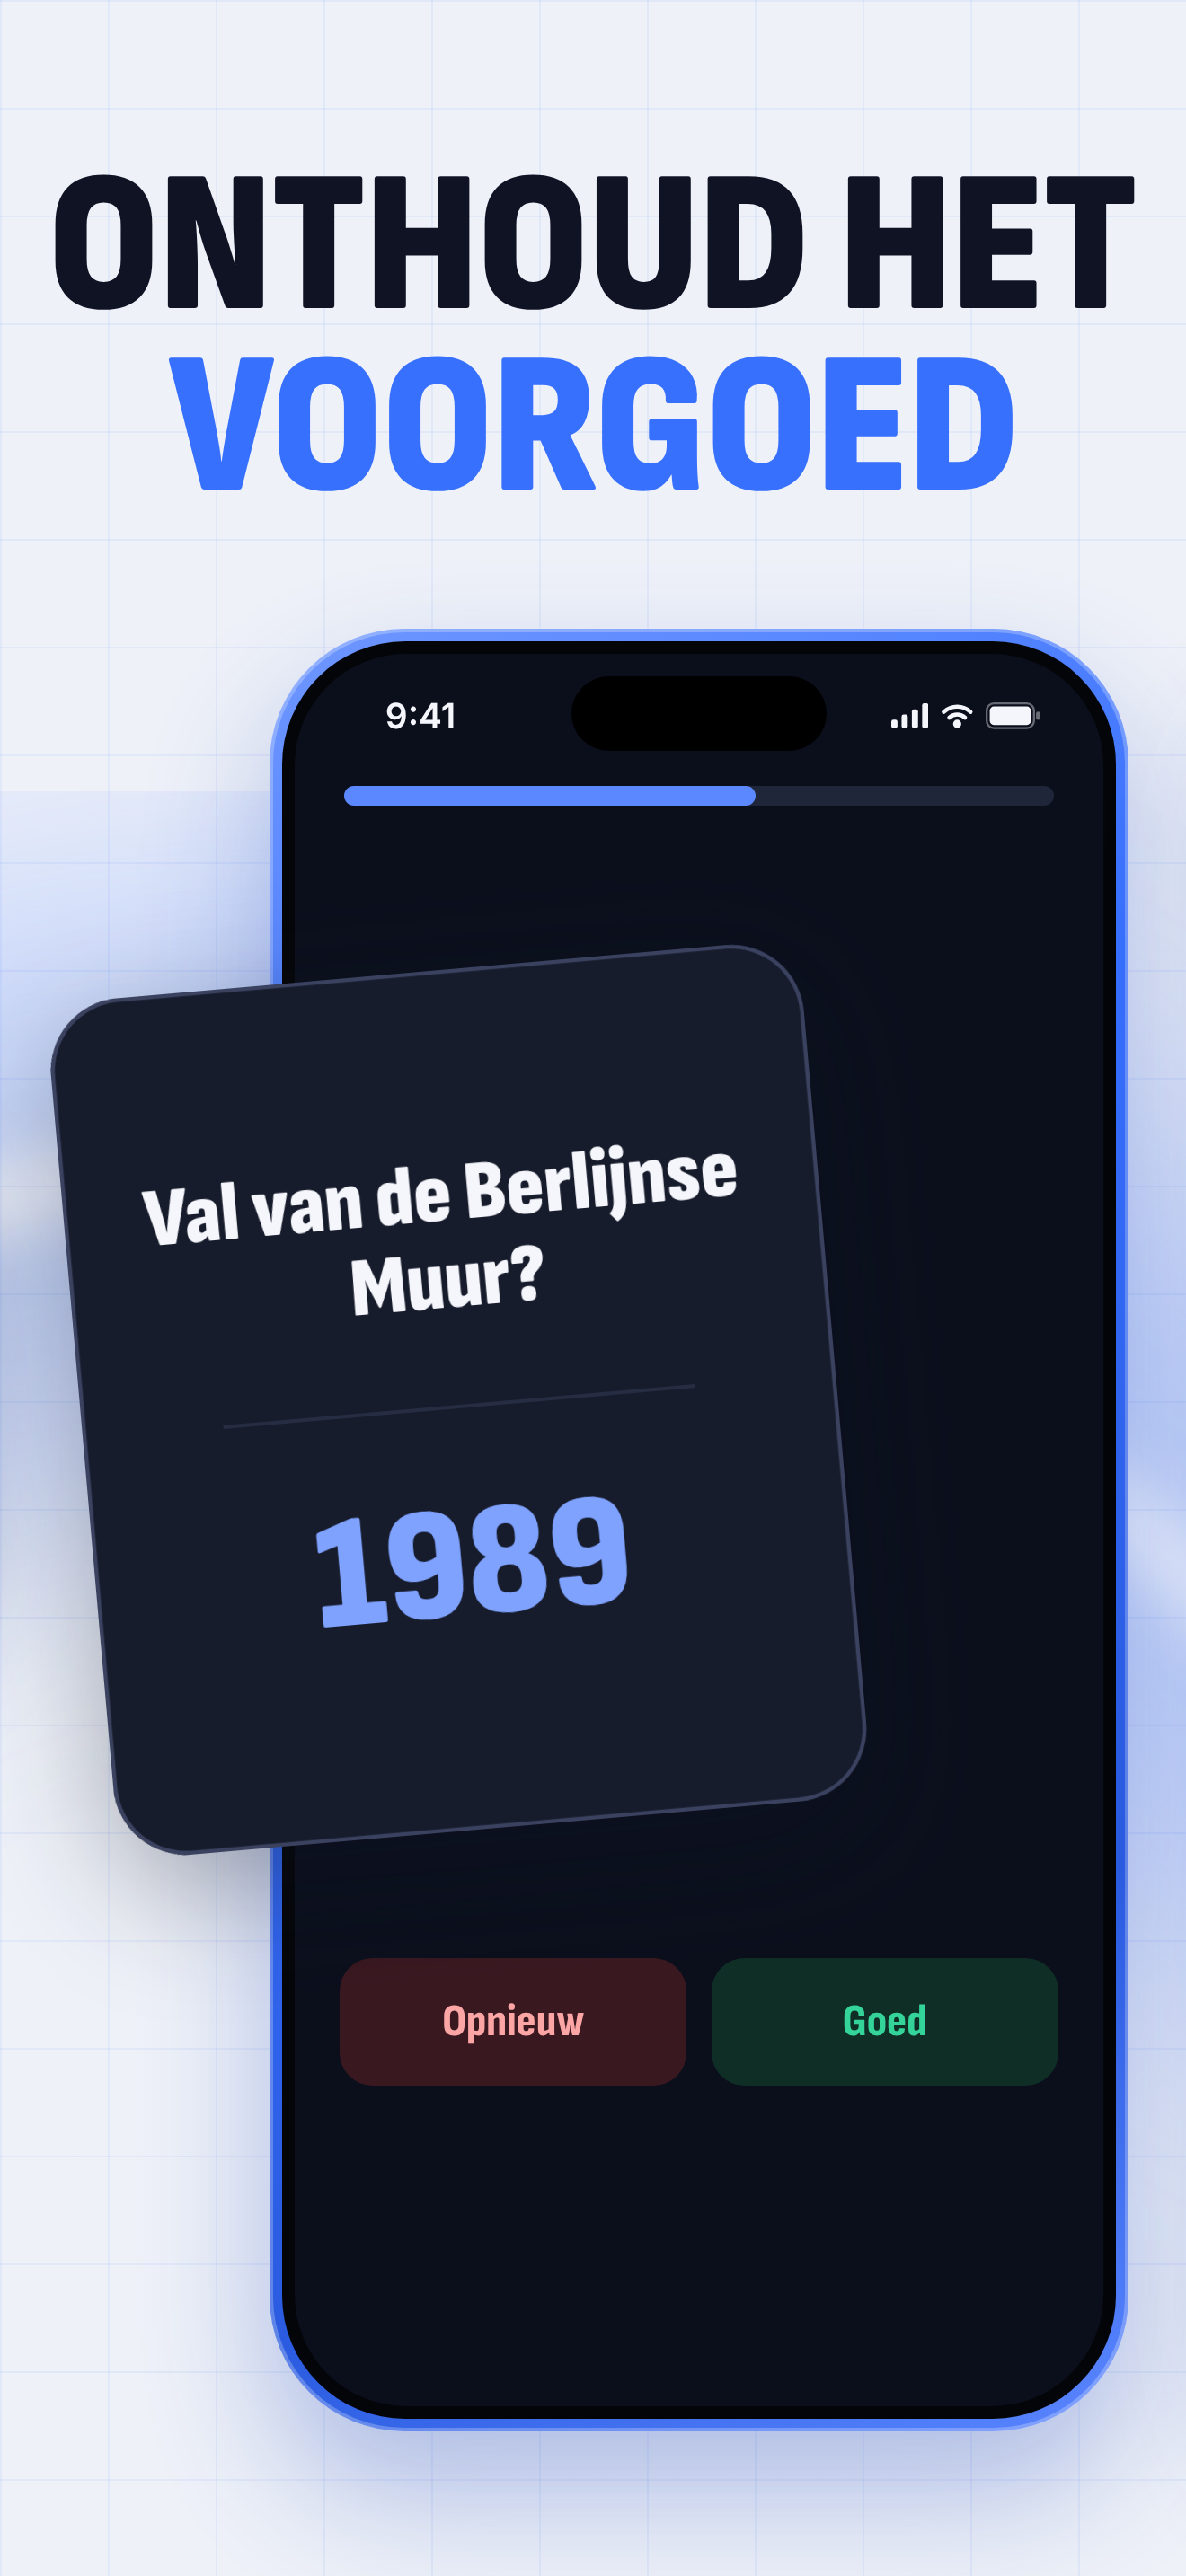 ONTHOUD HET
VOORGOED
9:41
Val van de Berlijnse
Muur?
1989
Opnieuw
Goed